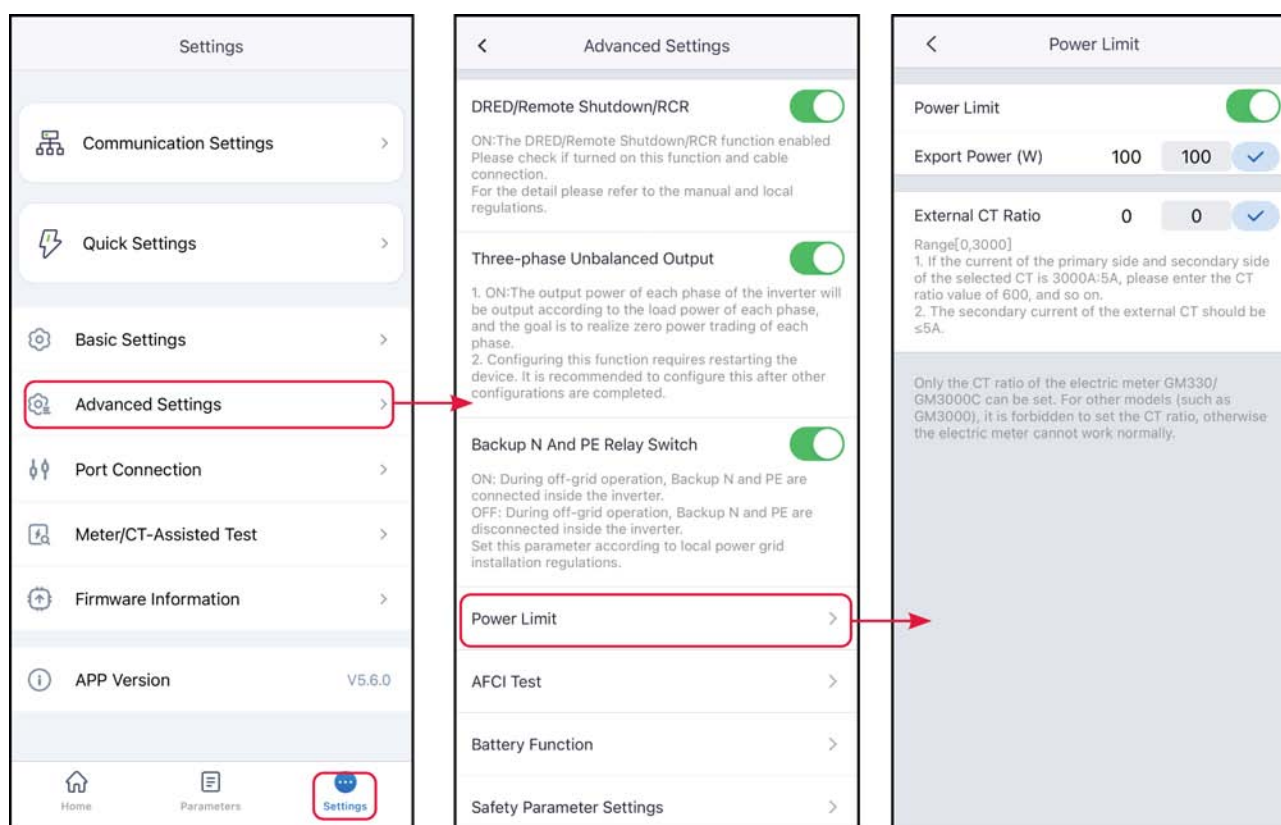 Settings
Communication Settings
Quick Settings
Basic Settings
Advanced Settings
Port Connection
Meter/CT-Assisted Test
Firmware Information
APP Version V5.6.0
Home Parameters Settings
Advanced Settings
DRED/Remote Shutdown/RCR
ON:The DRED/Remote Shutdown/RCR function enabled
Please check if turned on this function and cable
connection.
For the detail please refer to the manual and local
regulations.
Three-phase Unbalanced Output
1. ON:The output power of each phase of the inverter will
be output according to the load power of each phase,
and the goal is to realize zero power trading of each
phase.
2. Configuring this function requires restarting the
device. It is recommended to configure this after other
configurations are completed.
Backup N And PE Relay Switch
ON: During off-grid operation, Backup N and PE are
connected inside the inverter.
OFF: During off-grid operation, Backup N and PE are
disconnected inside the inverter.
Set this parameter according to local power grid
installation regulations.
Power Limit
AFCI Test
Battery Function
Safety Parameter Settings
Power Limit
Power Limit
Export Power (W) 100 100
External CT Ratio 0 0
Range[0,3000]
1. If the current of the primary side and secondary side
of the selected CT is 3000A:5A, please enter the CT
ratio value of 600, and so on.
2. The secondary current of the external CT should be
≤5A.
Only the CT ratio of the electric meter GM330/
GM3000C can be set. For other models (such as
GM3000), it is forbidden to set the CT ratio, otherwise
the electric meter cannot work normally.